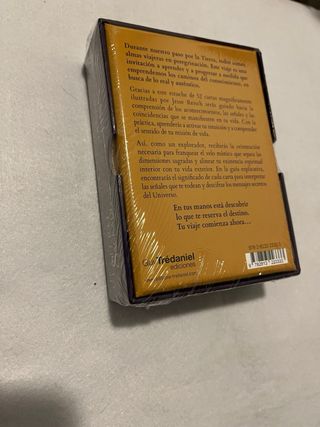 Durante nuestro paso por la Tierra, todos somos
almas viajeras en peregrinación. Este viaje es una
invitación a aprender y a progresar a medida que
emprendemos los caminos del conocimiento, en
busca de lo real y auténtico.
Gracias a este estuche de 52 cartas magníficamente
ilustradas por Jena serás guiado hacia la
comprensión de los acontecimientos, las señales y las
coincidencias que se manifiestan en tu vida. Con la
práctica, aprenderás a activar tu intuición y a comprender
el sentido de tu misión de vida.
Así, como un explorador, recibirás la orientación
necesaria para franquear el velo místico que separa las
dimensiones sagradas y alinear tu existencia espiritual
interior con tu vida exterior. En la guía explicativa,
encontrarás el significado de cada carta para interpretar
las señales que te rodean y descifrar los mensajes secretos
del Universo.
En tus manos está descubrir
lo que te reserva el destino.
Tu viaje comienza ahora…
Guy Trédaniel
ediciones